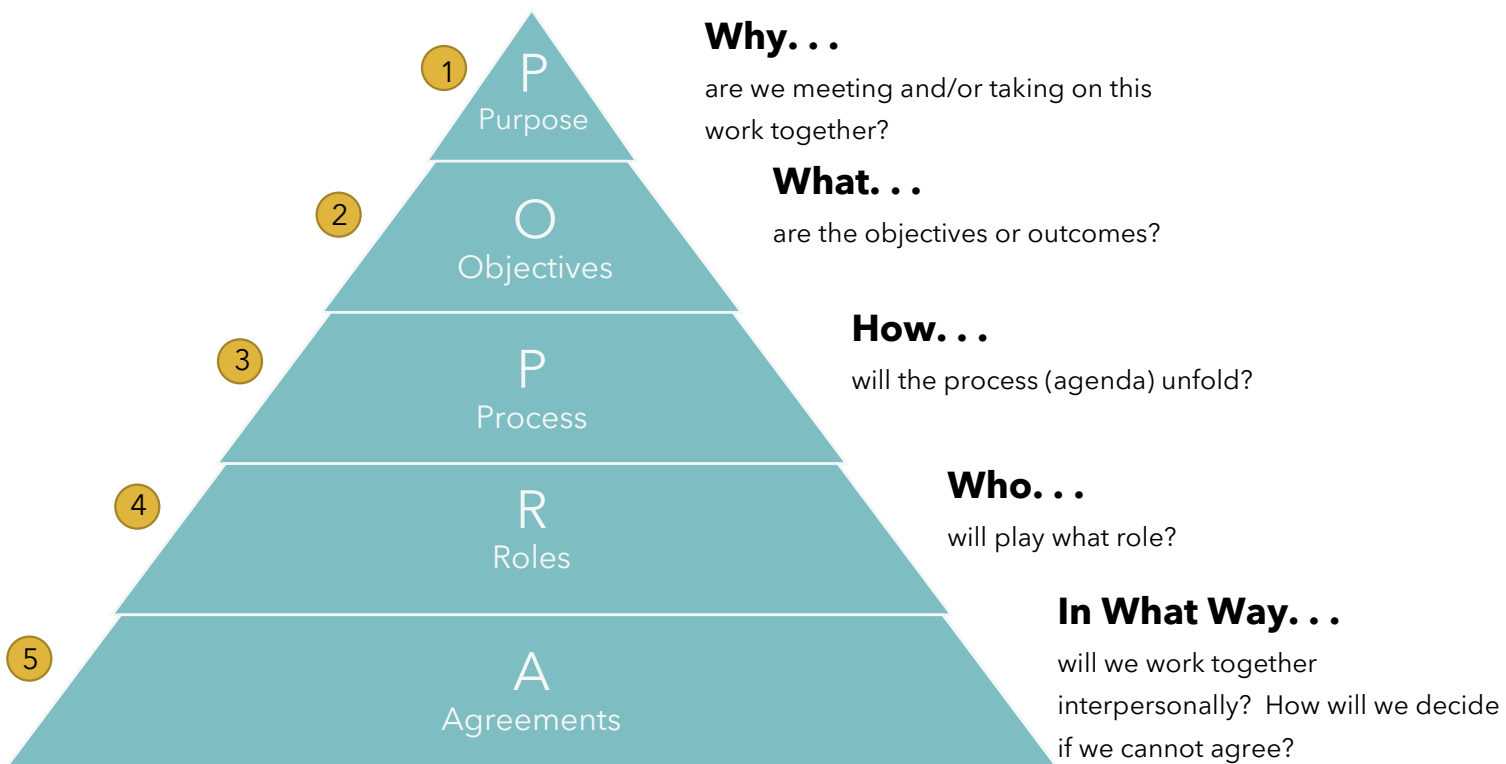 1
P
Purpose
Why. . .
are we meeting and/or taking on this
work together?
2
O
Objectives
What. . .
are the objectives or outcomes?
3
P
Process
How. . .
will the process (agenda) unfold?
4
R
Roles
Who. . .
will play what role?
5
A
Agreements
In What Way. . .
will we work together
interpersonally?  How will we decide
if we cannot agree?